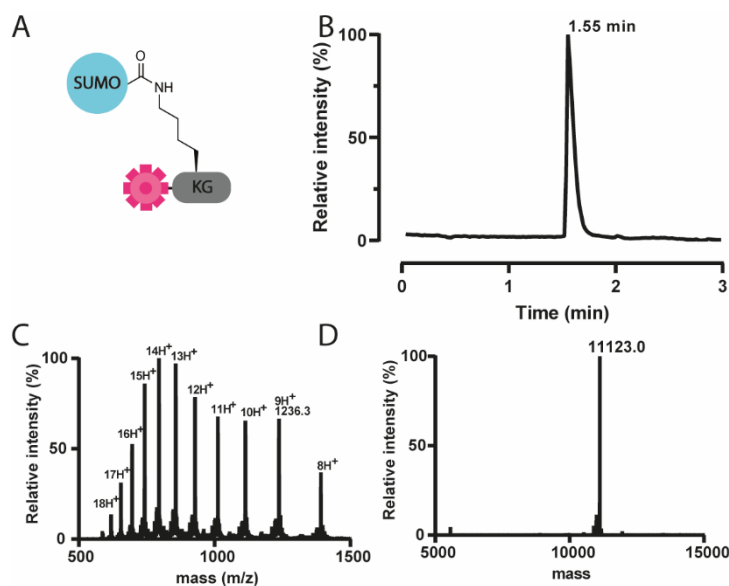 A
SUMO
O
NH
KG
B
1.55 min
Relative intensity (%)
100
50
0
0 1 2 3
Time (min)
C
Relative intensity (%)
100
50
0
18H+
17H+
16H+
15H+
14H+
13H+
12H+
11H+
10H+
9H+
1236.3
8H+
500 1000 1500
mass (m/z)
D
11123.0
Relative intensity (%)
100
50
0
5000 10000 15000
mass